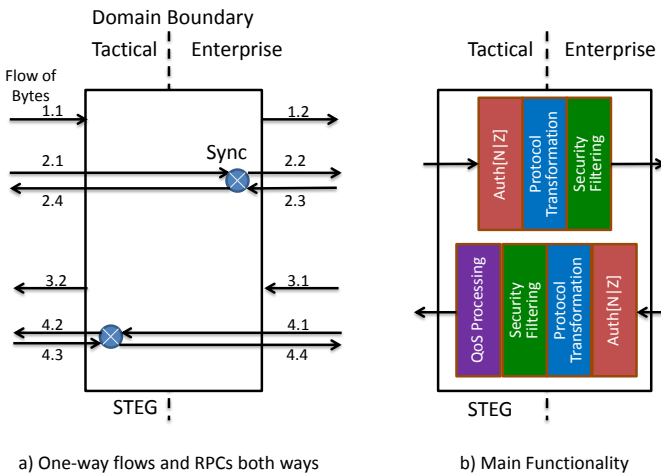 Domain Boundary
Tactical
Enterprise
Flow of
Bytes
1.1
1.2
2.1
Sync
2.2
2.4
2.3
3.2
3.1
4.2
4.1
4.3
4.4
STEG
a) One-way flows and RPCs both ways
Tactical
Enterprise
Auth[N|Z]
Protocol
Transformation
Security
Filtering
QoS Processing
Security
Filtering
Protocol
Transformation
Auth[N|Z]
STEG
b) Main Functionality